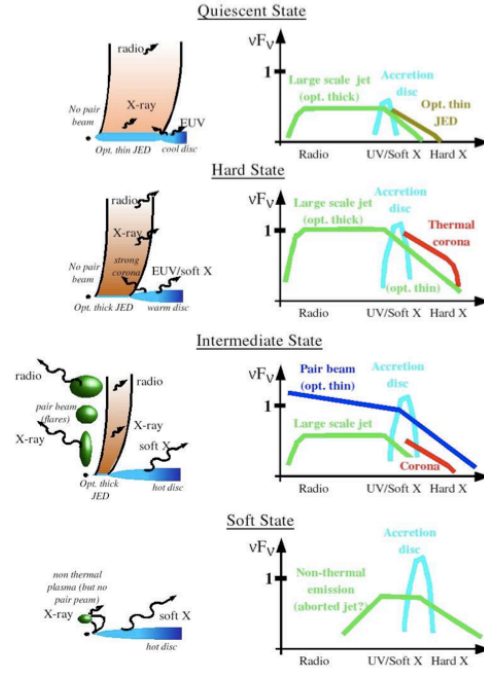 Quiescent State
radio
X-ray
No pair
beam
EUV
Opt. thin JED
cool disc
νFν
1
Large scale jet
(opt. thick)
Accretion
disc
Opt. thin
JED
Radio
UV/Soft X
Hard X
Hard State
radio
X-ray
strong
corona
No pair
beam
EUV/soft X
Opt. thick JED
warm disc
νFν
1
Large scale jet
(opt. thick)
Accretion
disc
Thermal
corona
(opt. thin)
Radio
UV/Soft X
Hard X
Intermediate State
radio
radio
pair beam
(flares)
X-ray
X-ray
soft X
Opt. thick
JED
hot disc
νFν
1
Pair beam
(opt. thin)
Accretion
disc
Large scale jet
Corona
Radio
UV/Soft X
Hard X
Soft State
non thermal
plasma (but no
pair peam)
X-ray
soft X
hot disc
νFν
1
Accretion
disc
Non-thermal
emission
(aborted jet?)
Radio
UV/Soft X
Hard X